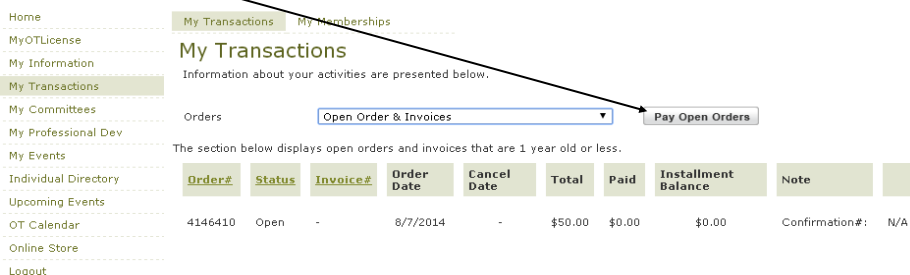 Home
MyOTLicense
My Information
My Transactions
My Committees
My Professional Dev
My Events
Individual Directory
Upcoming Events
OT Calendar
Online Store
Logout
My Transactions My Memberships
My Transactions
Information about your activities are presented below.
Orders Open Order & Invoices Pay Open Orders
The section below displays open orders and invoices that are 1 year old or less.
Order# Status Invoice# Order Date Cancel Date Total Paid Installment Balance Note
4146410 Open - 8/7/2014 - $50.00 $0.00 $0.00 Confirmation#: N/A